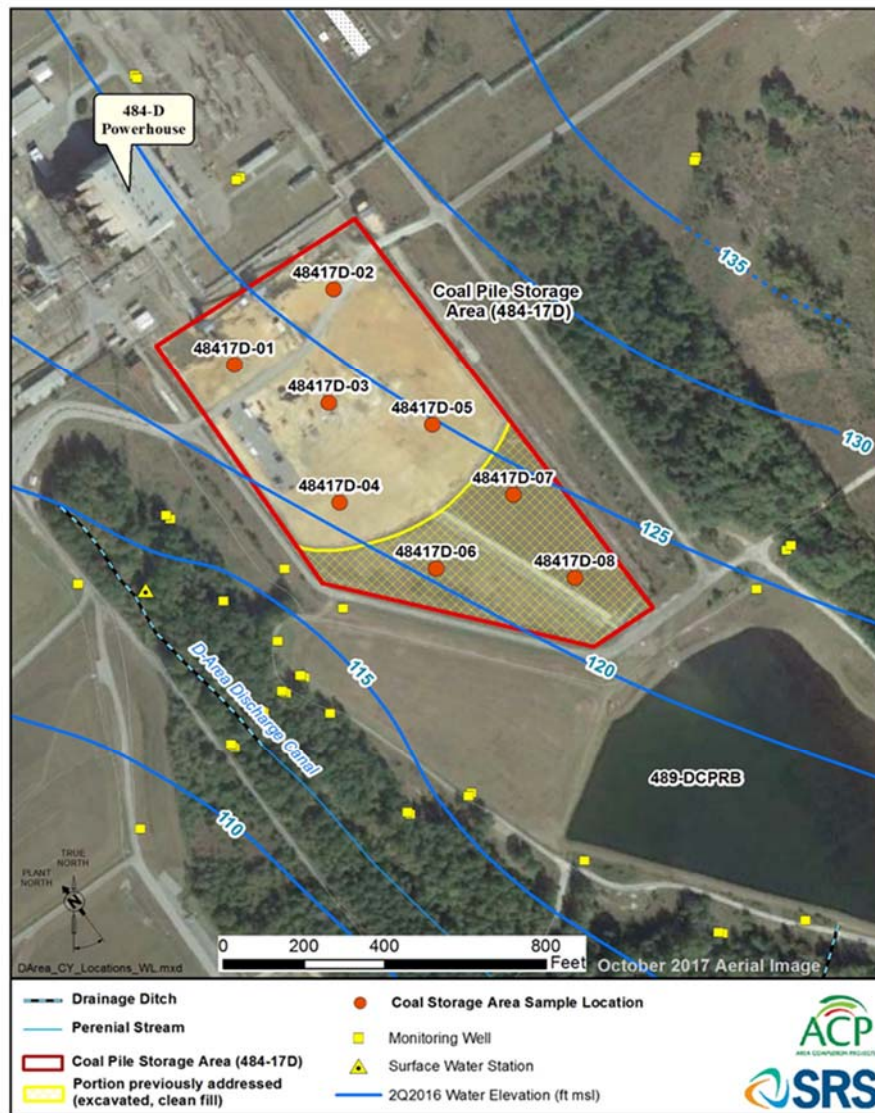 484-D
Powerhouse
48417D-02
Coal Pile Storage
Area (484-17D)
135
48417D-01
48417D-03
48417D-05
130
48417D-04
48417D-07
125
48417D-06
48417D-08
120
115
D-Area Discharge Canal
489-DCPRB
110
TRUE
NORTH
PLANT
NORTH
N
0 200 400 800
Feet
DArea_CY_Locations_WL.mxd
October 2017 Aerial Image
Drainage Ditch
Perenial Stream
Coal Pile Storage Area (484-17D)
Portion previously addressed
(excavated, clean fill)
Coal Storage Area Sample Location
Monitoring Well
Surface Water Station
2Q2016 Water Elevation (ft msl)
ACP
AREA COMPLETION PROJECTS
SRS